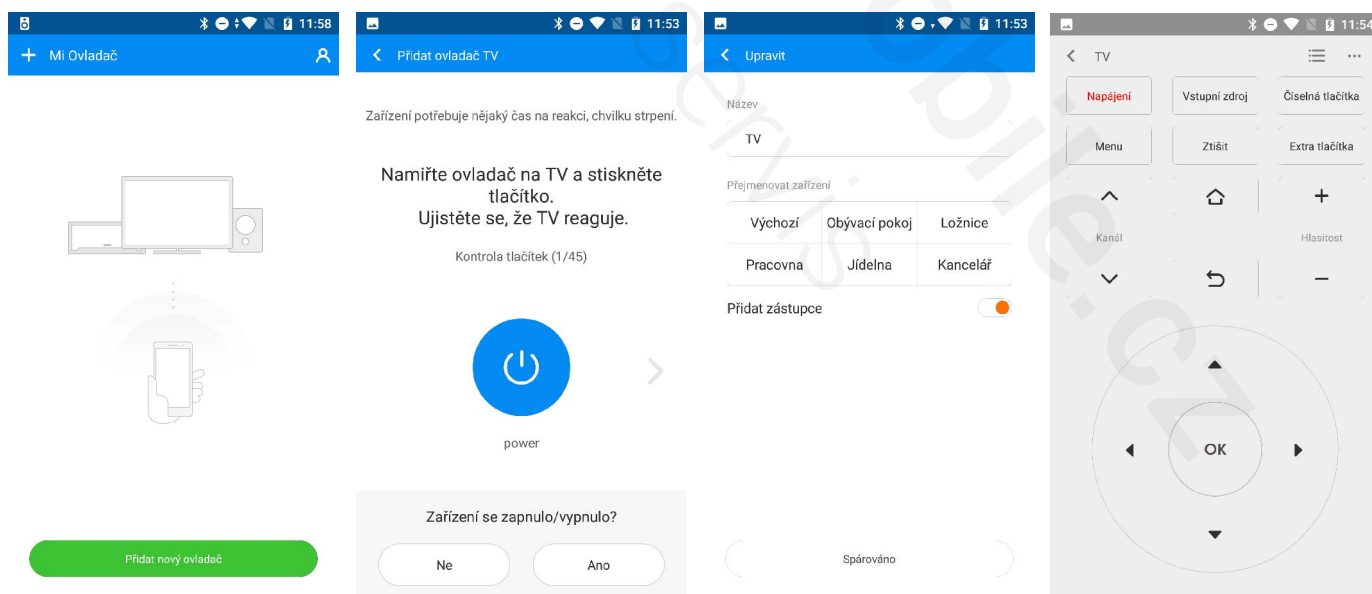 11:58
Mi Ovladač
Přidat nový ovladač
11:53
Přidat ovladač TV
Zařízení potřebuje nějaký čas na reakci, chvilku strpení.
Namiřte ovladač na TV a stiskněte
tlačítko.
Ujistěte se, že TV reaguje.
Kontrola tlačítek (1/45)
power
Zařízení se zapnulo/vypnulo?
Ne Ano
11:53
Upravit
Název
TV
Přejmenovat zařízení
Výchozí Obývací pokoj Ložnice
Pracovna Jídelna Kancelář
Přidat zástupce
Spárováno
11:54
TV
Napájení Vstupní zdroj Číselná tlačítka
Menu Ztišit Extra tlačítka
Kanál Hlasitost
OK
servis